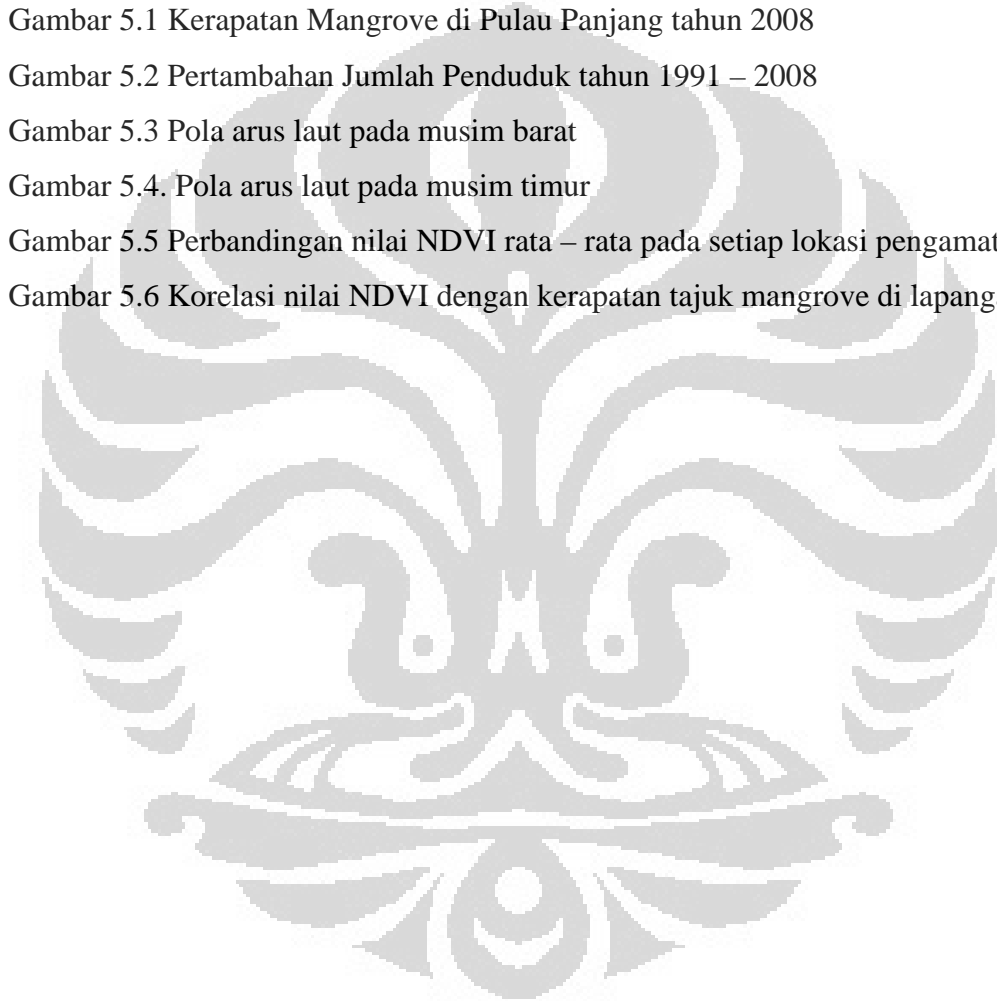 Gambar 5.1 Kerapatan Mangrove di Pulau Panjang tahun 2008
Gambar 5.2 Pertambahan Jumlah Penduduk tahun 1991 – 2008
Gambar 5.3 Pola arus laut pada musim barat
Gambar 5.4. Pola arus laut pada musim timur
Gambar 5.5 Perbandingan nilai NDVI rata – rata pada setiap lokasi pengamat
Gambar 5.6 Korelasi nilai NDVI dengan kerapatan tajuk mangrove di lapang